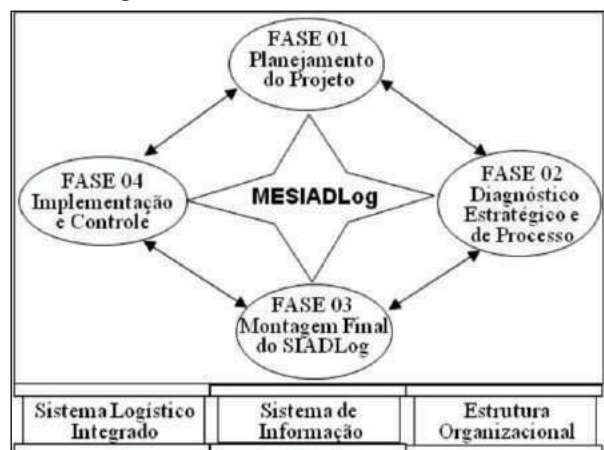 FASE 01
Planejamento
do Projeto
FASE 04
Implementação
e Controle
MESIADLog
FASE 02
Diagnóstico
Estratégico e
de Processo
FASE 03
Montagem Final
do SIADLog
Sistema Logístico
Integrado
Sistema de
Informação
Estrutura
Organizacional